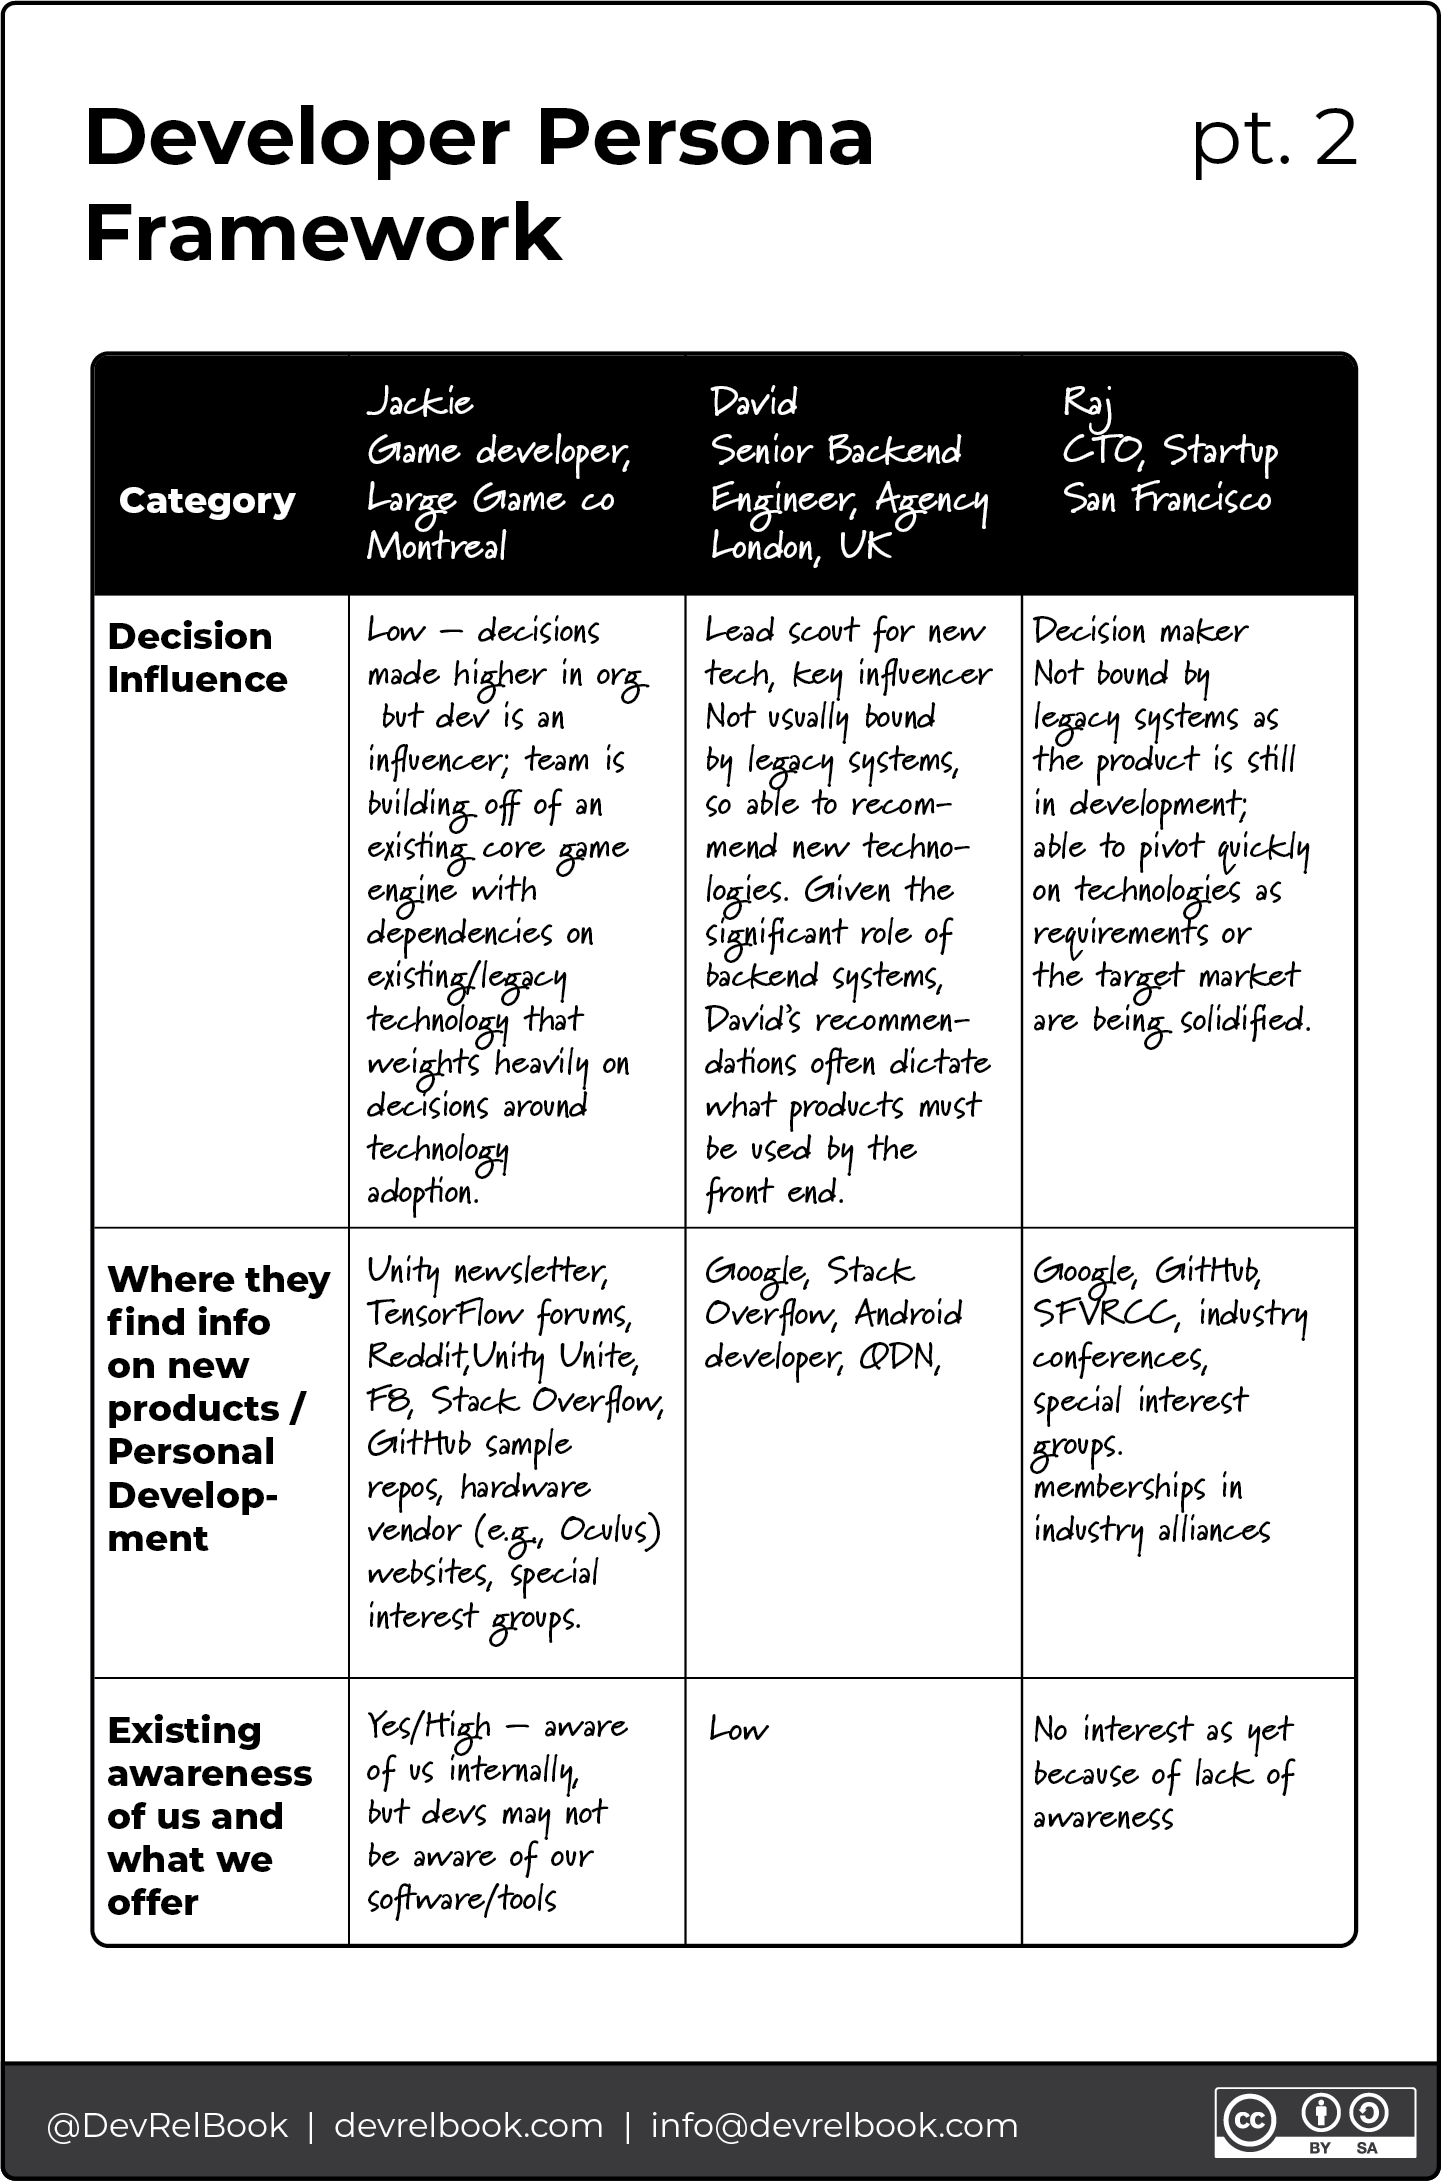 Developer Persona
Framework
pt. 2
Category
Jackie
Game developer,
Large Game co
Montreal
David
Senior Backend
Engineer, Agency
London, UK
Raj
CTO, Startup
San Francisco
Decision
Influence
Low – decisions
made higher in org
but dev is an
influencer; team is
building off of an
existing core game
engine with
dependencies on
existing/legacy
technology that
weights heavily on
decisions around
technology
adoption.
Lead scout for new
tech, key influencer
Not usually bound
by legacy systems,
so able to recom-
mend new techno-
logies. Given the
significant role of
backend systems,
David's recommen-
dations often dictate
what products must
be used by the
front end.
Decision maker
Not bound by
legacy systems as
the product is still
in development;
able to pivot quickly
on technologies as
requirements or
the target market
are being solidified.
Where they
find info
on new
products /
Personal
Develop-
ment
Unity newsletter,
TensorFlow forums,
Reddit,Unity Unite,
F8, Stack Overflow,
GitHub sample
repos, hardware
vendor (e.g., Oculus)
websites, special
interest groups.
Google, Stack
Overflow, Android
developer, QDN,
Google, GitHub,
SFVRCC, industry
conferences,
special interest
groups.
memberships in
industry alliances
Existing
awareness
of us and
what we
offer
Yes/High – aware
of us internally,
but devs may not
be aware of our
software/tools
Low
No interest as yet
because of lack of
awareness
@DevRelBook | devrelbook.com | info@devrelbook.com
cc
BY SA